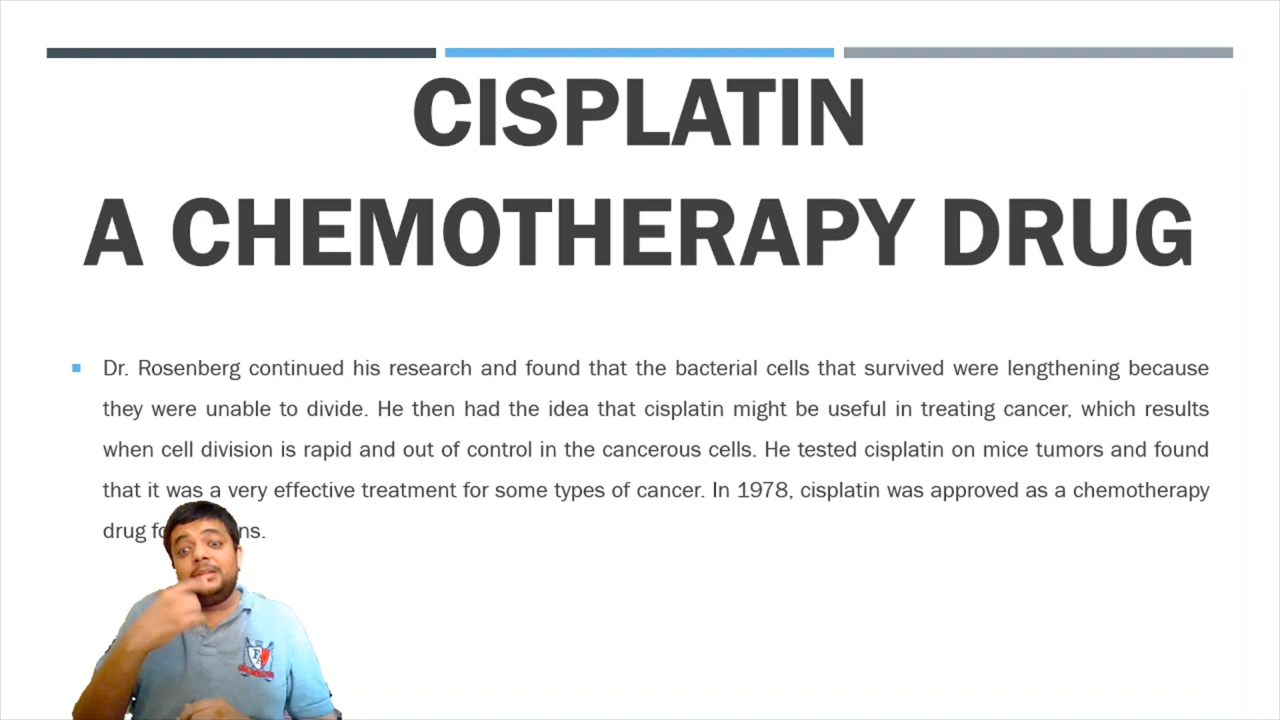 CISPLATIN
A CHEMOTHERAPY DRUG
Dr. Rosenberg continued his research and found that the bacterial cells that survived were lengthening because
they were unable to divide. He then had the idea that cisplatin might be useful in treating cancer, which results
when cell division is rapid and out of control in the cancerous cells. He tested cisplatin on mice tumors and found
that it was a very effective treatment for some types of cancer. In 1978, cisplatin was approved as a chemotherapy
drug